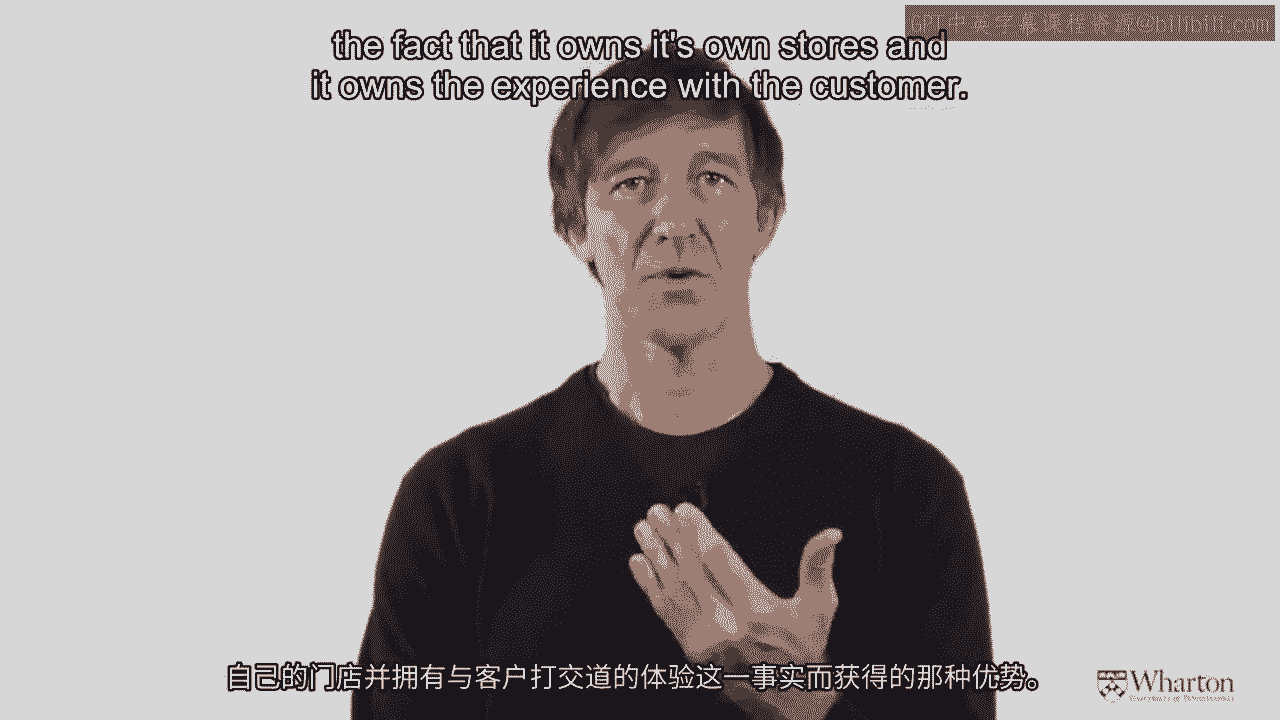 the fact that it owns it's own stores and
it owns the experience with the customer.
自己的门店并拥有与客户打交道的体验这一事实而获得的那种优势。
Wharton